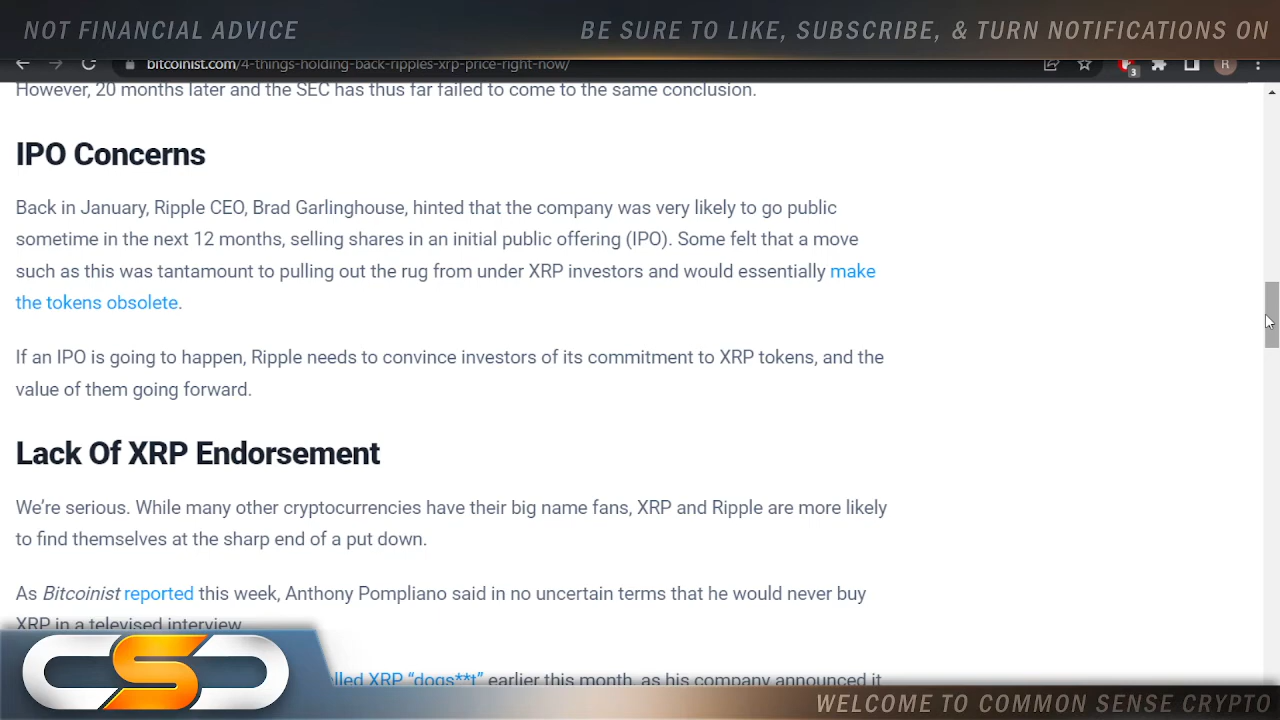 NOT FINANCIAL ADVICE
BE SURE TO LIKE, SUBSCRIBE, & TURN NOTIFICATIONS ON
bitcoinist.com/4-things-holding-back-ripples-xrp-price-right-now/
3
R
However, 20 months later and the SEC has thus far failed to come to the same conclusion.
IPO Concerns
Back in January, Ripple CEO, Brad Garlinghouse, hinted that the company was very likely to go public
sometime in the next 12 months, selling shares in an initial public offering (IPO). Some felt that a move
such as this was tantamount to pulling out the rug from under XRP investors and would essentially make
the tokens obsolete.
If an IPO is going to happen, Ripple needs to convince investors of its commitment to XRP tokens, and the
value of them going forward.
Lack Of XRP Endorsement
We’re serious. While many other cryptocurrencies have their big name fans, XRP and Ripple are more likely
to find themselves at the sharp end of a put down.
As Bitcoinist reported this week, Anthony Pompliano said in no uncertain terms that he would never buy
XRP in a televised interview
XRP “dogs**t” earlier this month, as his company announced it
CSC
WELCOME TO COMMON SENSE CRYPTO